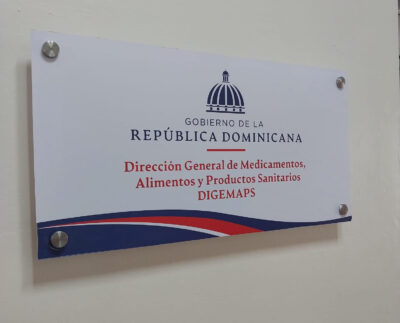 GOBIERNO DE LA
REPÚBLICA DOMINICANA
Dirección General de Medicamentos,
Alimentos y Productos Sanitarios
DIGEMAPS